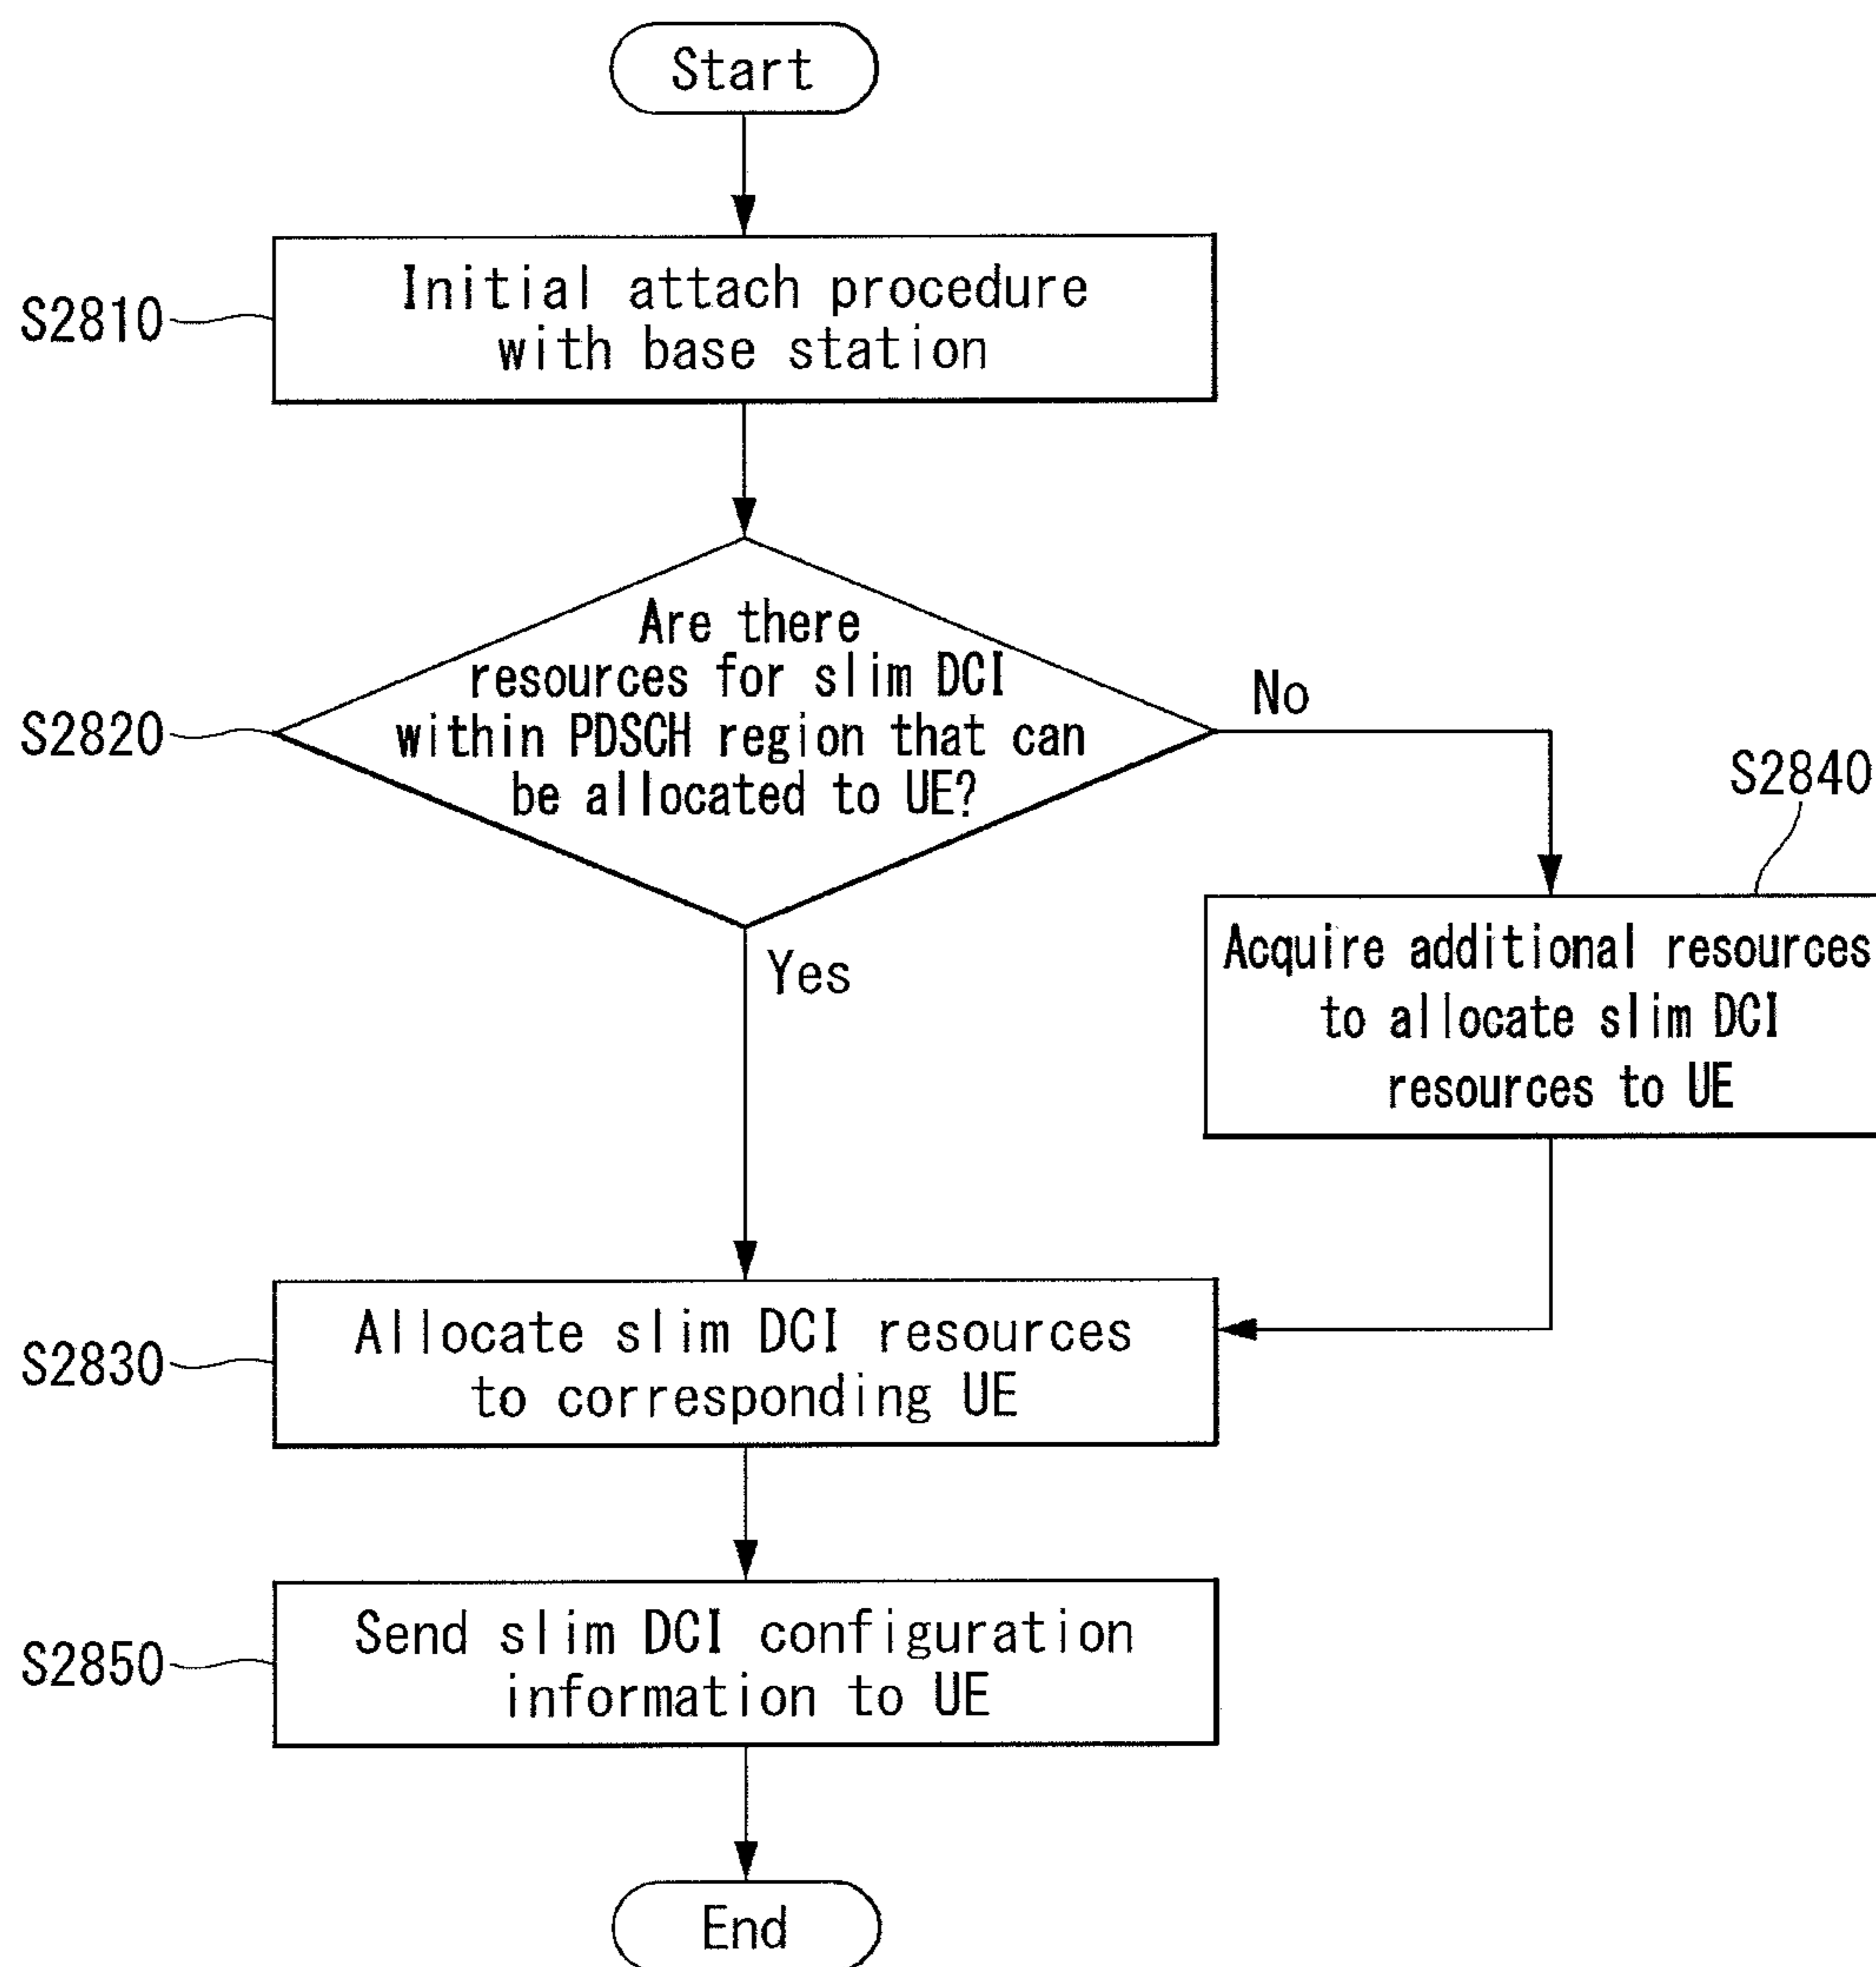 Start
S2810
Initial attach procedure
with base station
S2820
Are there
resources for slim DCI
within PDSCH region that can
be allocated to UE?
No
S2840
Acquire additional resources
to allocate slim DCI
resources to UE
Yes
S2830
Allocate slim DCI resources
to corresponding UE
S2850
Send slim DCI configuration
information to UE
End